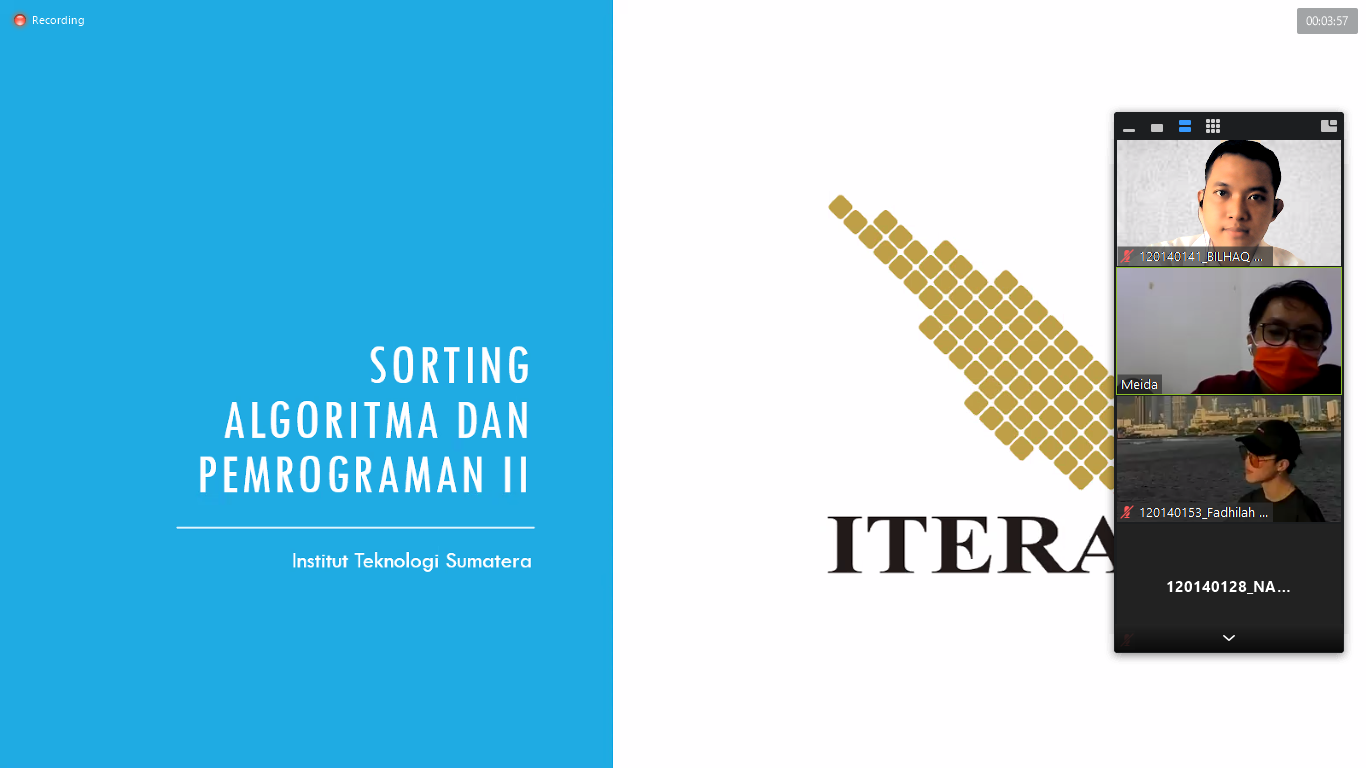 Recording
00:03:57
SORTING
ALGORITMA DAN
PEMROGRAMAN II
Institut Teknologi Sumatera
ITERA
120140141_BILHAQ ...
Meida
120140153_Fadhilah ...
120140128_NA...